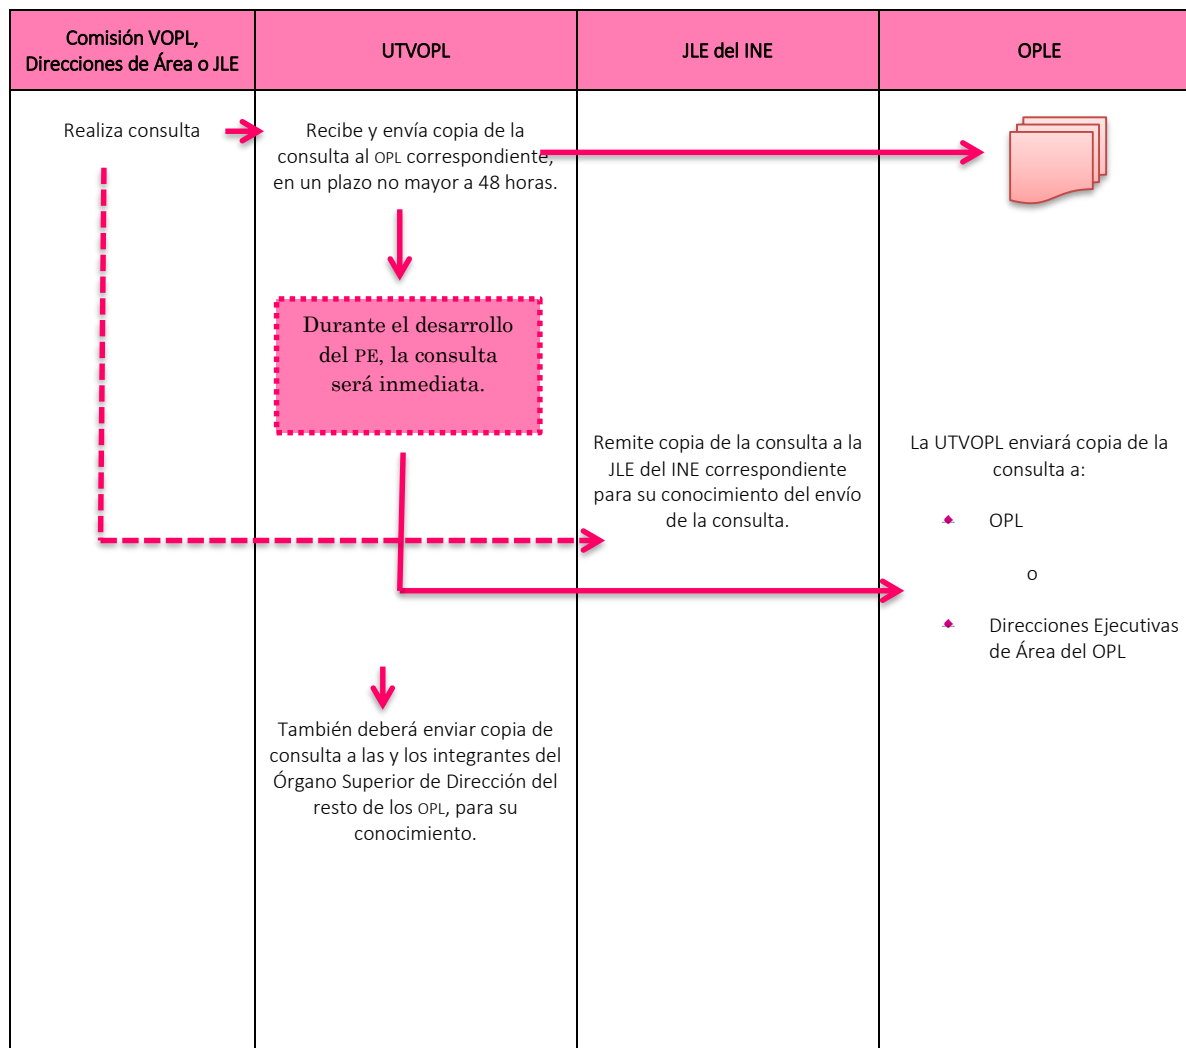 Comisión VOPL,
Direcciones de Área o JLE
UTVOPL
JLE del INE
OPLE
Realiza consulta
Recibe y envía copia de la
consulta al OPL correspondiente,
en un plazo no mayor a 48 horas.
Durante el desarrollo
del PE, la consulta
será inmediata.
Remite copia de la consulta a la
JLE del INE correspondiente
para su conocimiento del envío
de la consulta.
La UTVOPL enviará copia de la
consulta a:
OPL
o
Direcciones Ejecutivas
de Área del OPL
También deberá enviar copia de
consulta a las y los integrantes del
Órgano Superior de Dirección del
resto de los OPL, para su
conocimiento.